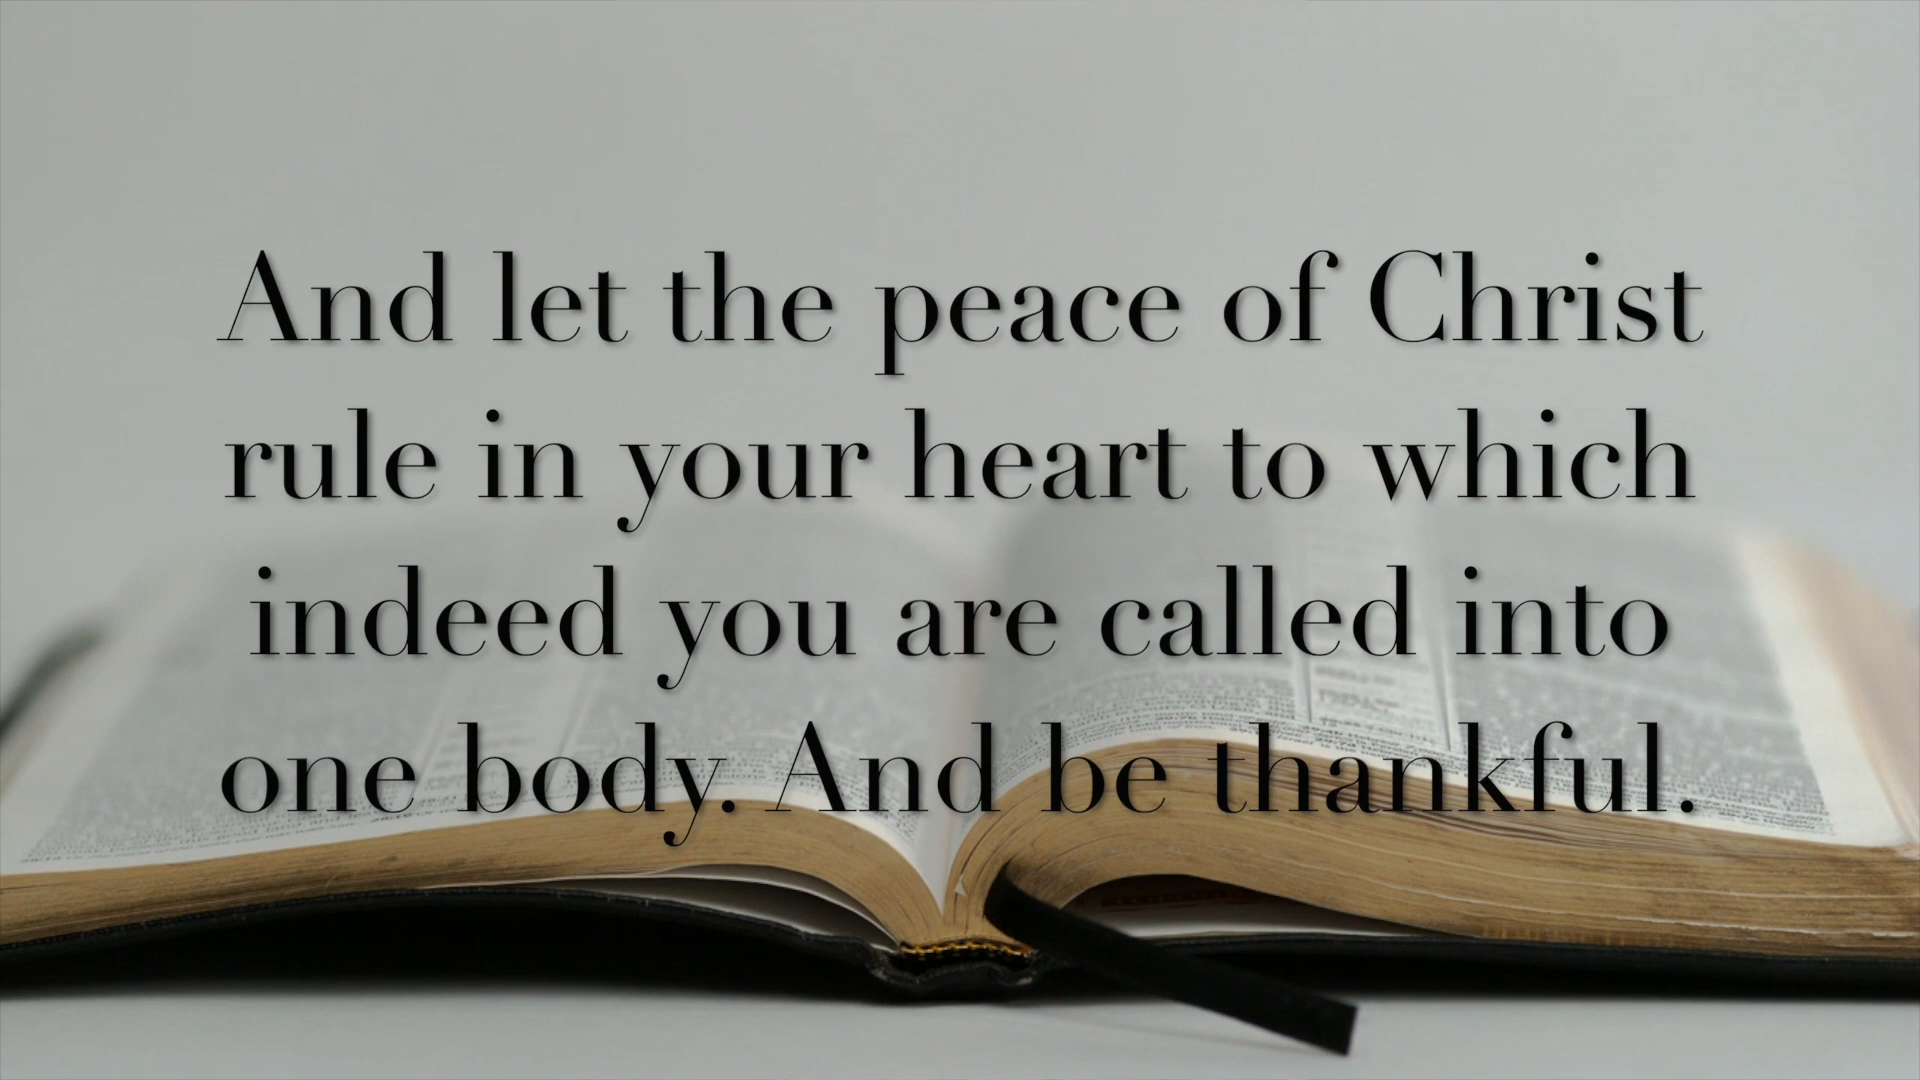 And let the peace of Christ
rule in your heart to which
indeed you are called into
one body. And be thankful.